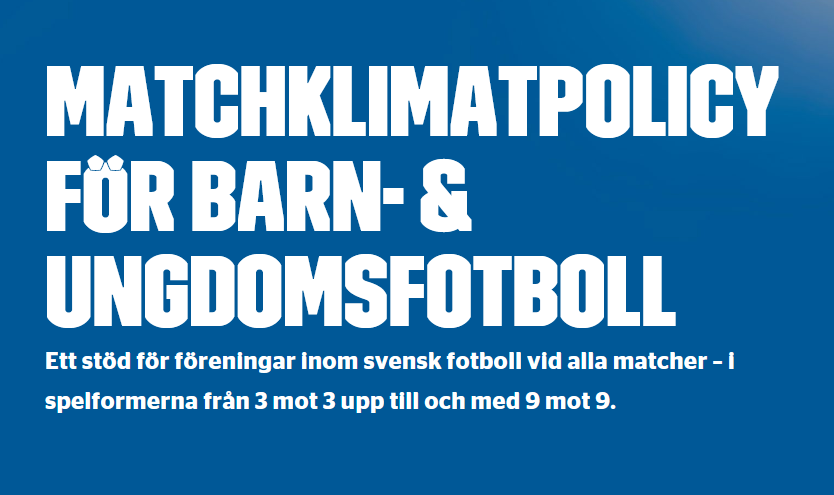 MATCHKLIMATPOLICY
FÖR BARN- &
UNGDOMSFOTBOLL
Ett stöd för föreningar inom svensk fotboll vid alla matcher – i
spelformerna från 3 mot 3 upp till och med 9 mot 9.